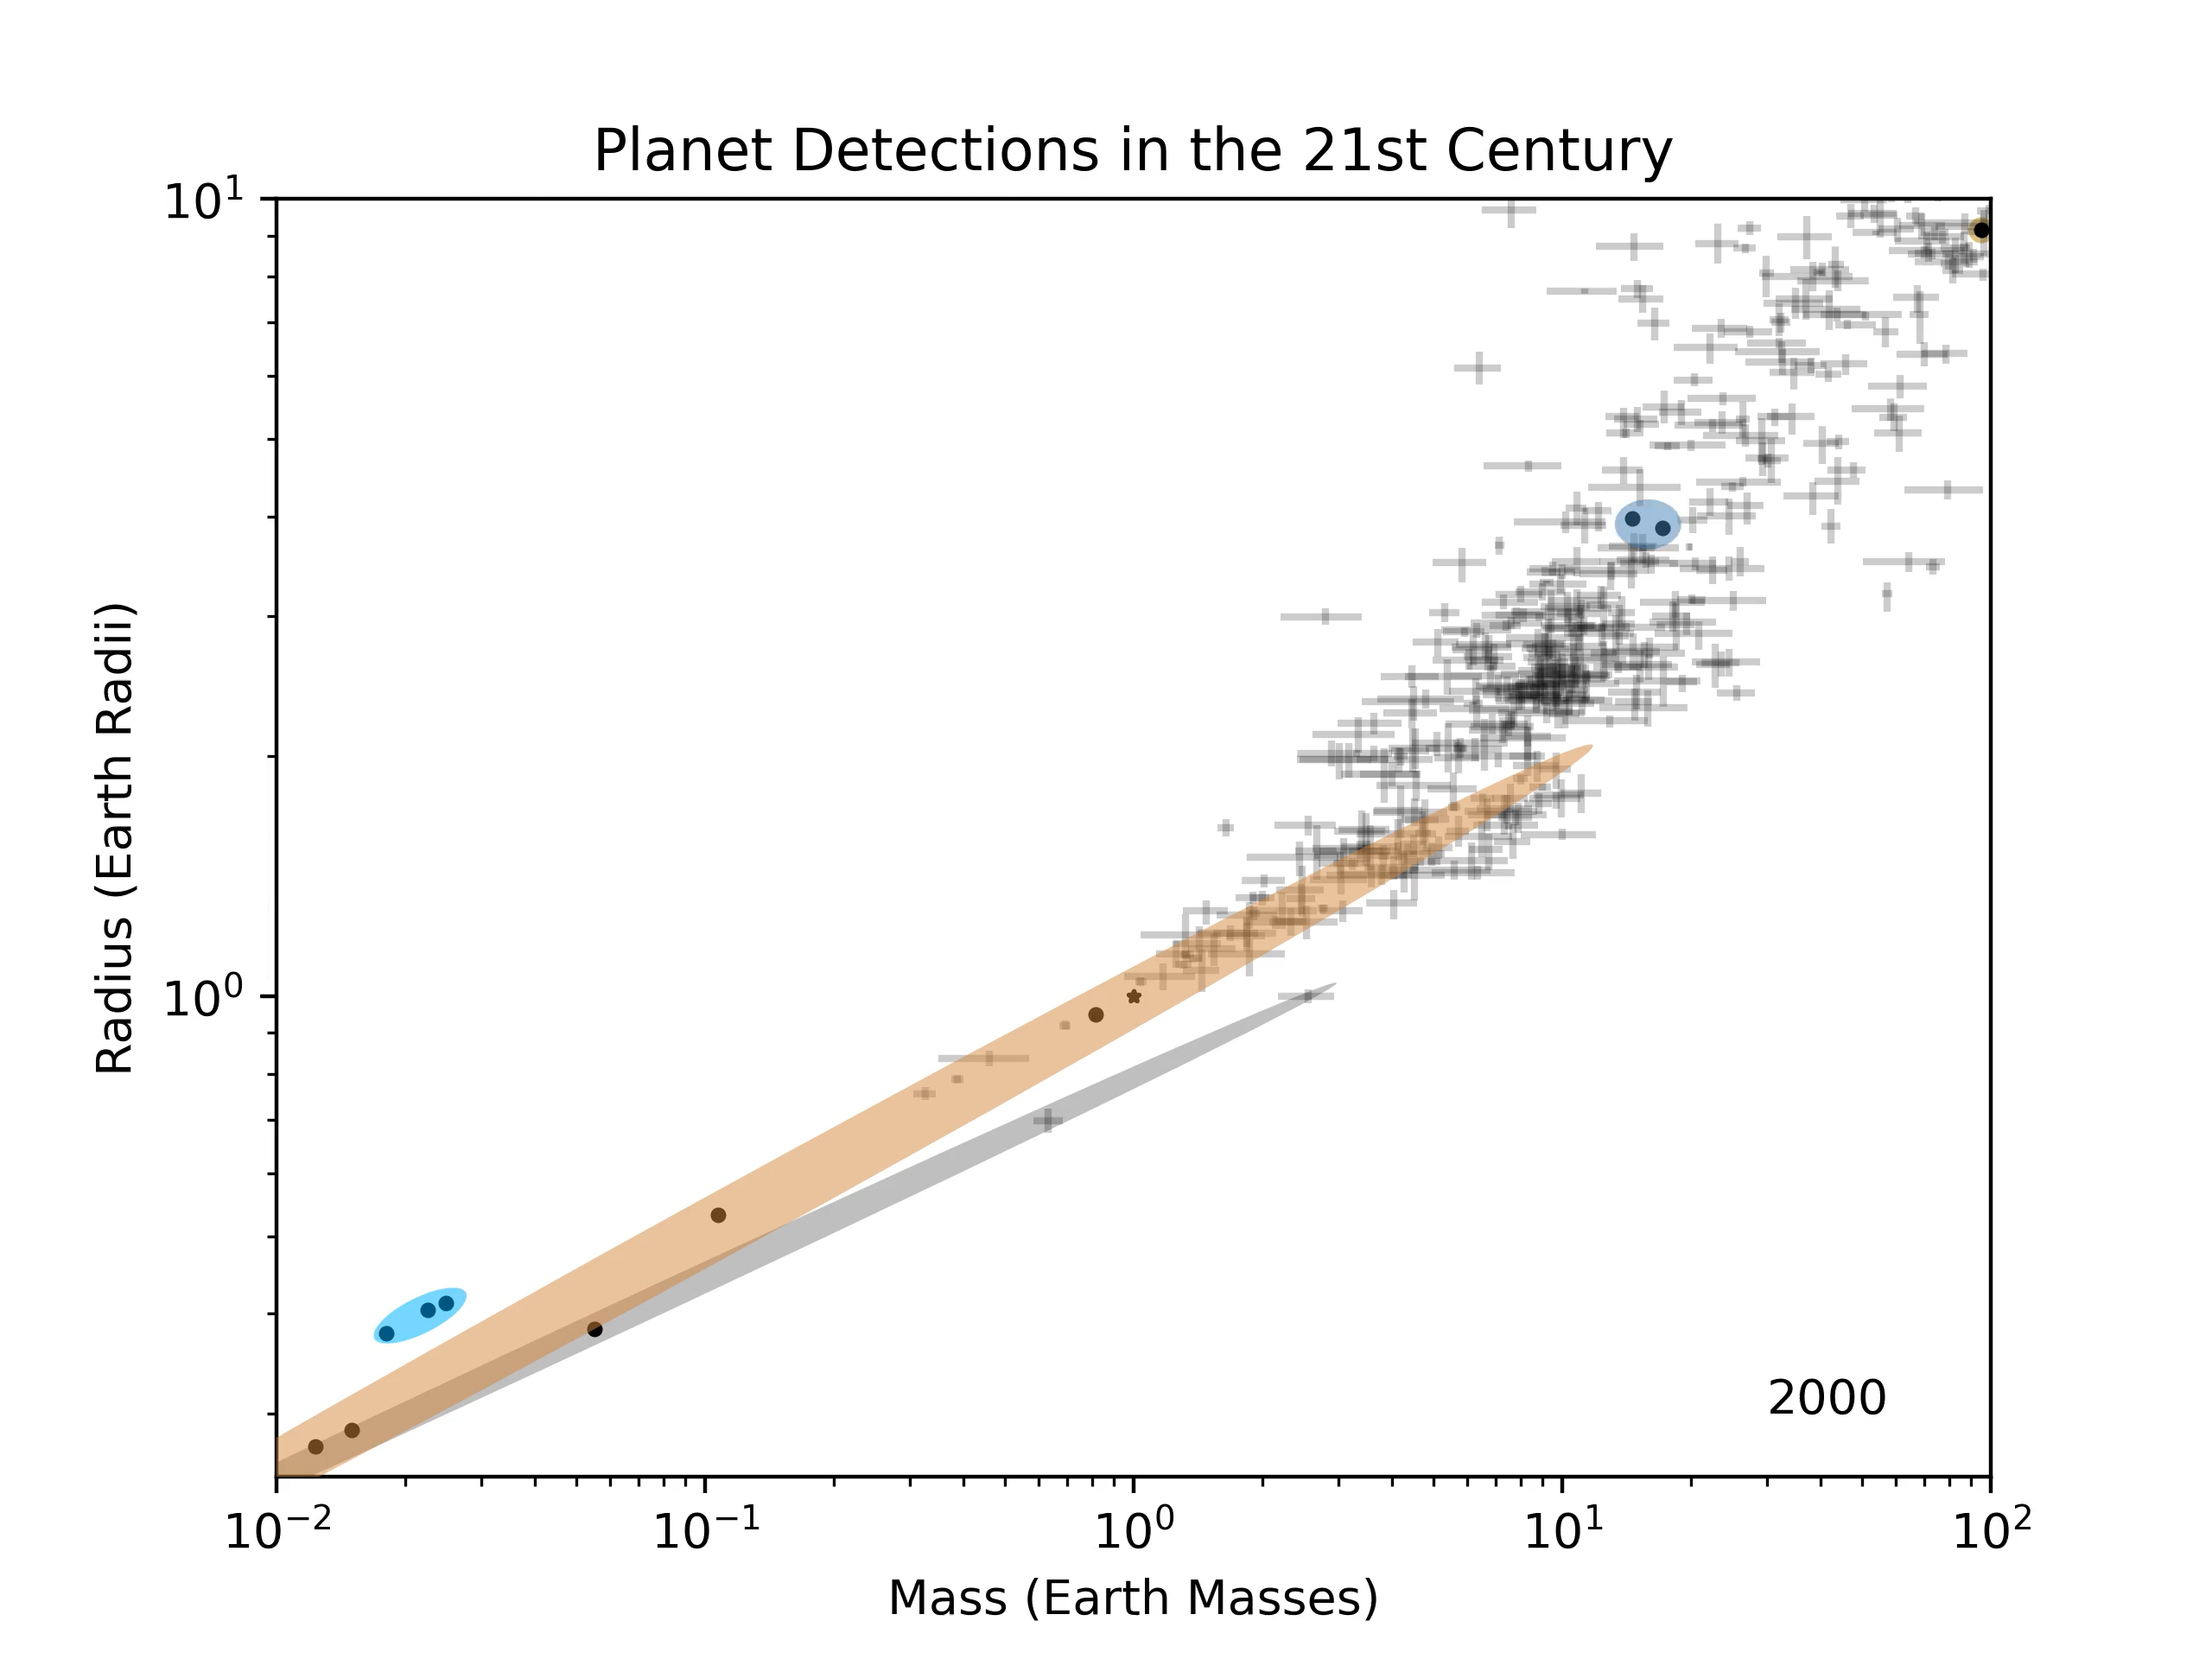 Planet Detections in the 21st Century
10¹
10⁰
Radius (Earth Radii)
2000
10⁻² 10⁻¹ 10⁰ 10¹ 10²
Mass (Earth Masses)